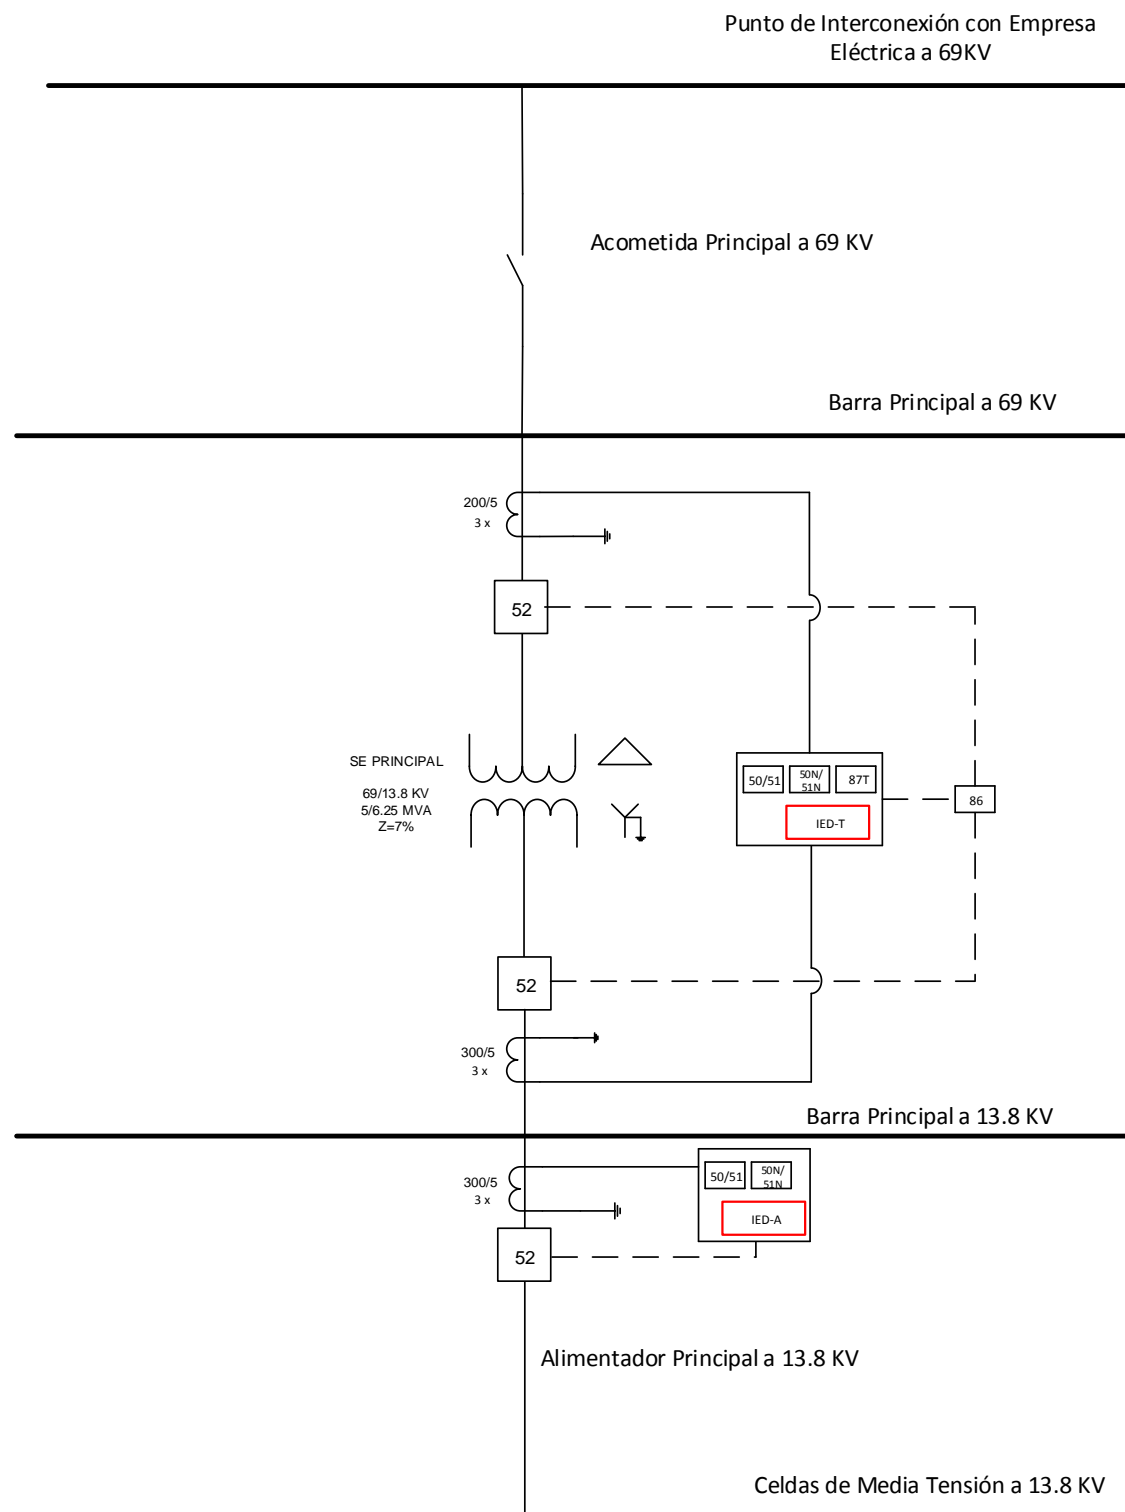 Punto de Interconexión con Empresa
Eléctrica a 69KV
Acometida Principal a 69 KV
Barra Principal a 69 KV
200/5
3 x
52
SE PRINCIPAL
69/13.8 KV
5/6.25 MVA
Z=7%
50/51
50N/
51N
87T
IED-T
86
52
300/5
3 x
Barra Principal a 13.8 KV
300/5
3 x
50/51
50N/
51N
IED-A
52
Alimentador Principal a 13.8 KV
Celdas de Media Tensión a 13.8 KV